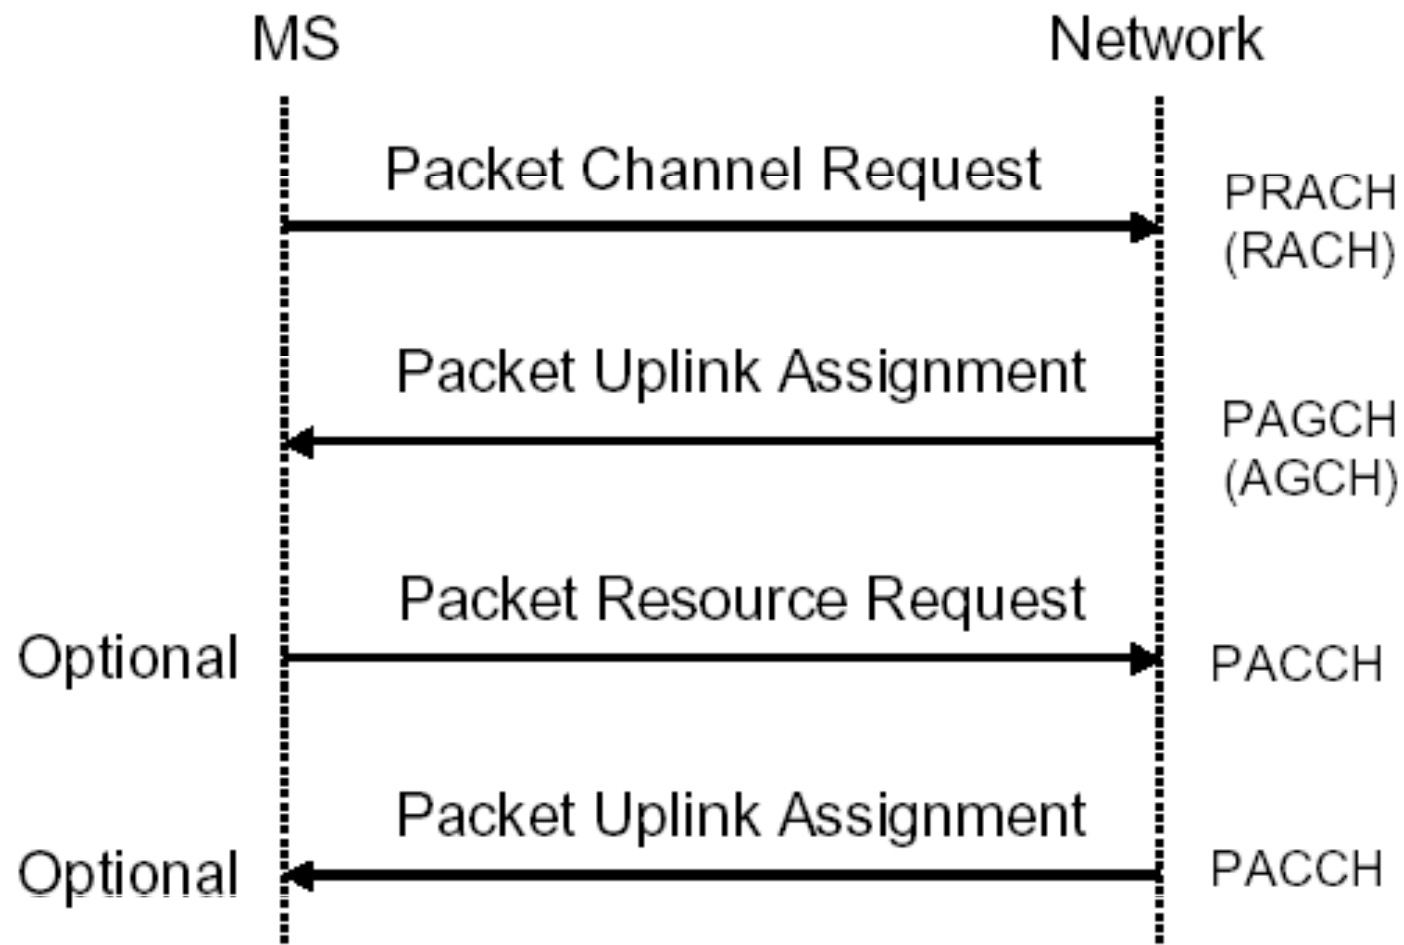 MS
Network
Packet Channel Request
PRACH
(RACH)
Packet Uplink Assignment
PAGCH
(AGCH)
Packet Resource Request
Optional
PACCH
Packet Uplink Assignment
Optional
PACCH